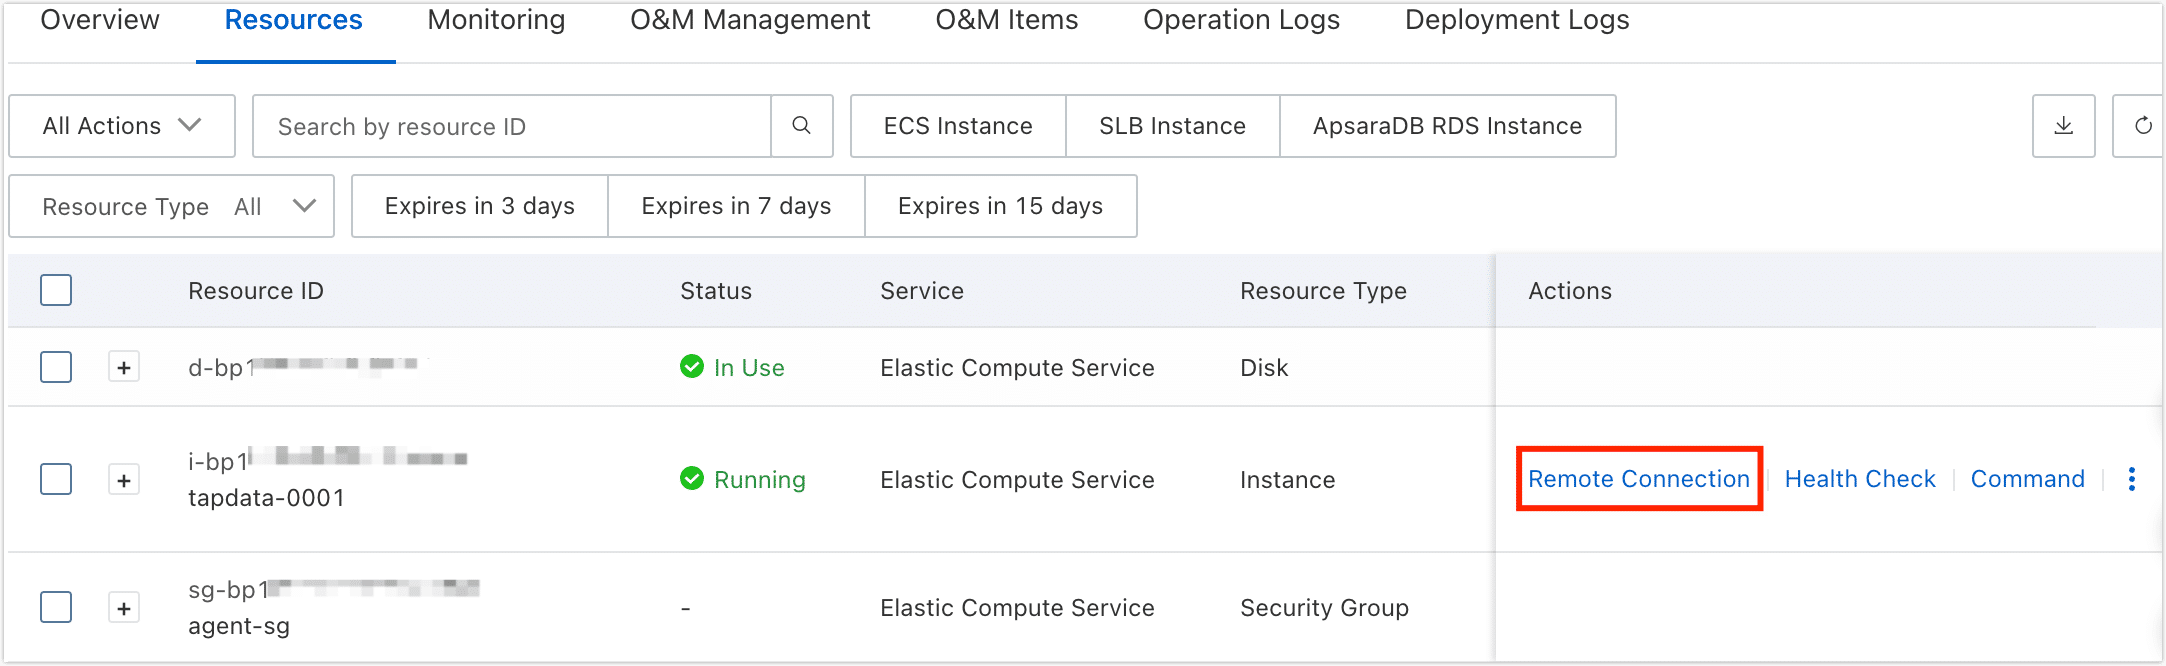 Overview Resources Monitoring O&M Management O&M Items Operation Logs Deployment Logs
All Actions Search by resource ID ECS Instance SLB Instance ApsaraDB RDS Instance
Resource Type All Expires in 3 days Expires in 7 days Expires in 15 days
Resource ID Status Service Resource Type Actions
d-bp1 In Use Elastic Compute Service Disk
i-bp1
tapdata-0001 Running Elastic Compute Service Instance Remote Connection Health Check Command
sg-bp1
agent-sg - Elastic Compute Service Security Group